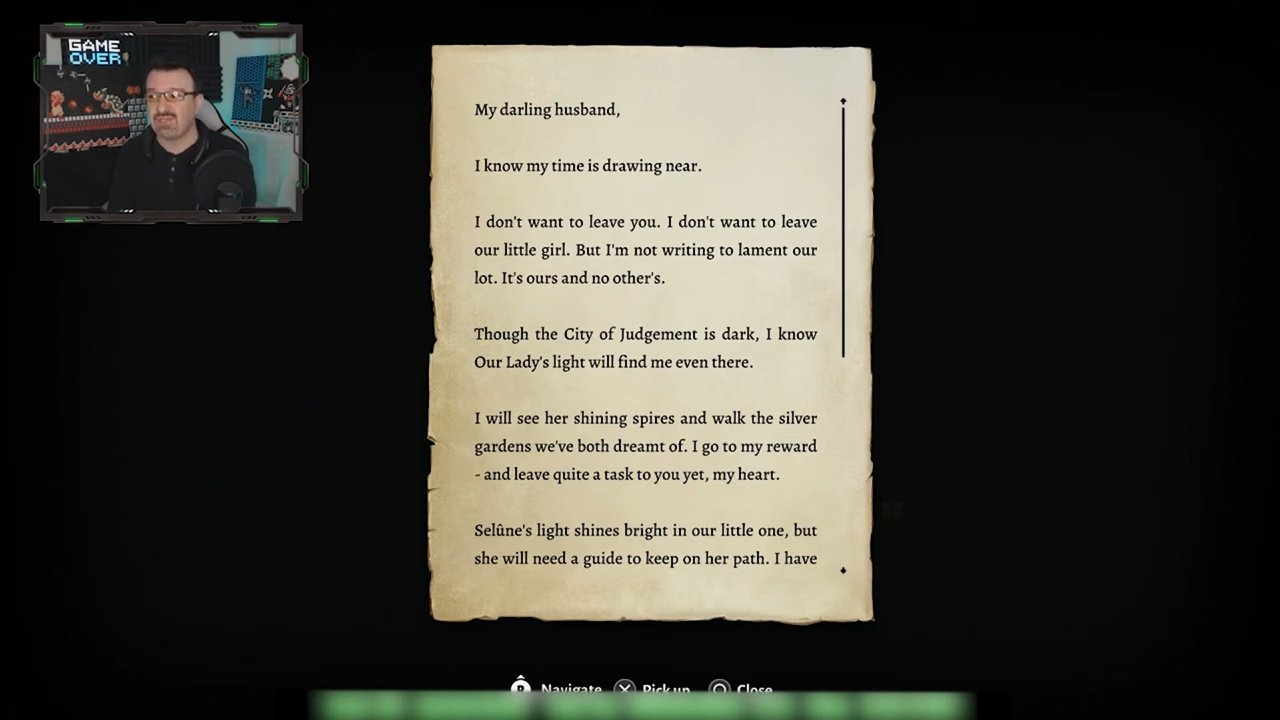 GAME
OVER
My darling husband,
I know my time is drawing near.
I don't want to leave you. I don't want to leave
our little girl. But I'm not writing to lament our
lot. It's ours and no other's.
Though the City of Judgement is dark, I know
Our Lady's light will find me even there.
I will see her shining spires and walk the silver
gardens we've both dreamt of. I go to my reward
- and leave quite a task to you yet, my heart.
Selûne's light shines bright in our little one, but
she will need a guide to keep on her path. I have
R Navigate Pick up Close